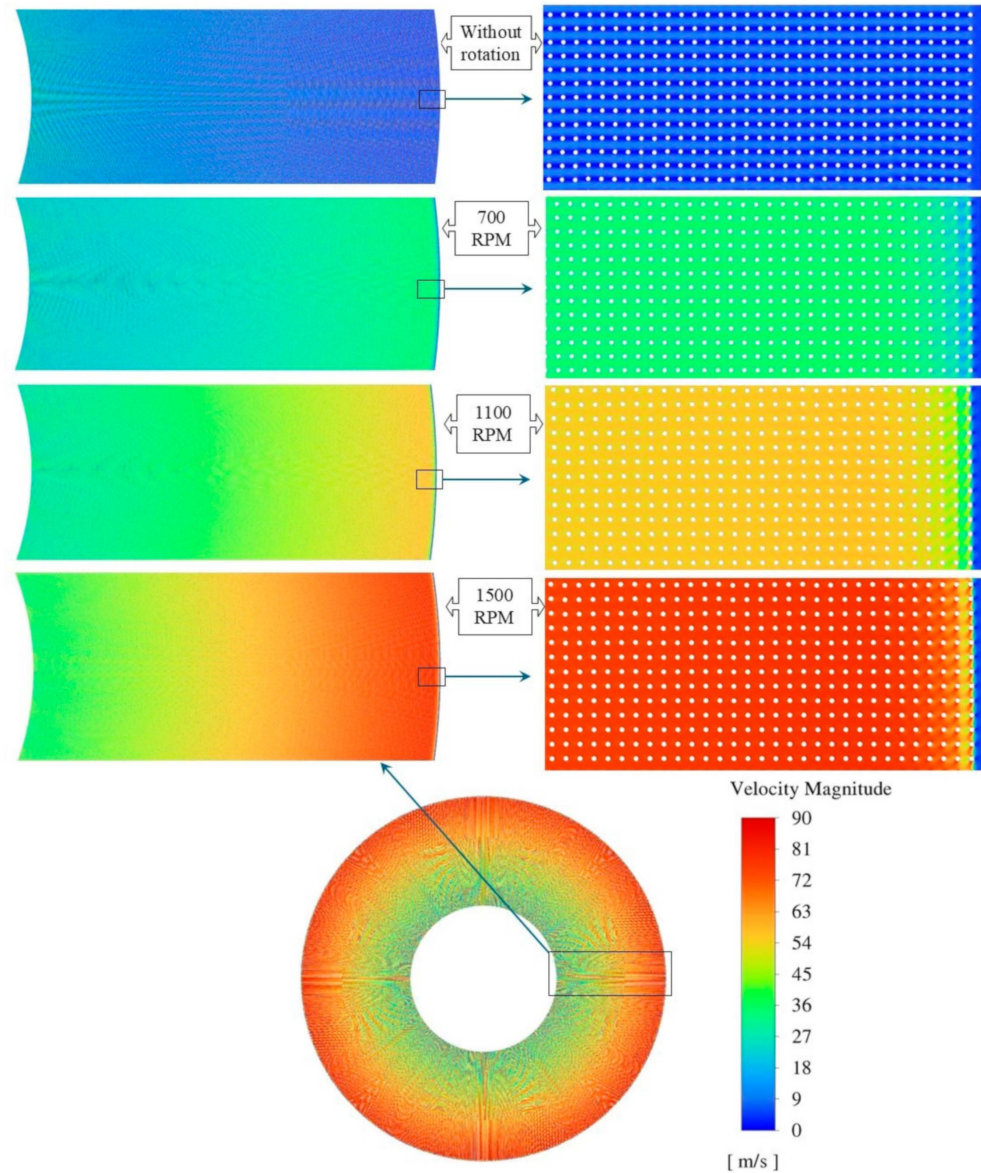 Without
rotation
700
RPM
1100
RPM
1500
RPM
Velocity Magnitude
90
81
72
63
54
45
36
27
18
9
0
[ m/s ]